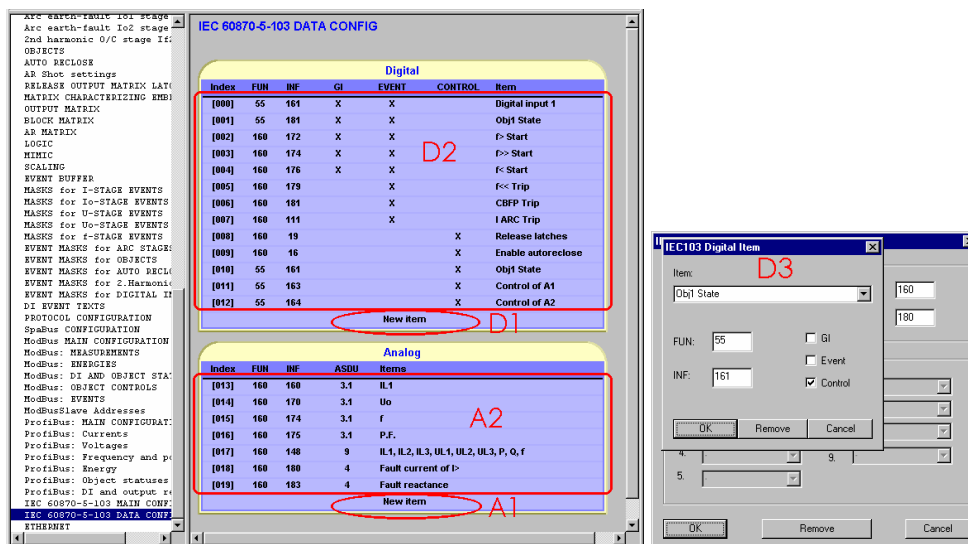 Arc earth-fault Io1 stage
Arc earth-fault Io2 stage
2nd harmonic O/C stage If2
OBJECTS
AUTO RECLOSE
AR Shot settings
RELEASE OUTPUT MATRIX LATC
MATRIX CHARACTERIZING EMBE
OUTPUT MATRIX
BLOCK MATRIX
AR MATRIX
LOGIC
MIMIC
SCALING
EVENT BUFFER
MASKS for I-STAGE EVENTS
MASKS for Io-STAGE EVENTS
MASKS for U-STAGE EVENTS
MASKS for Uo-STAGE EVENTS
MASKS for f-STAGE EVENTS
EVENT MASKS for ARC STAGES
EVENT MASKS for OBJECTS
EVENT MASKS for AUTO RECLO
EVENT MASKS for 2.Harmonic
EVENT MASKS for DIGITAL IN
DI EVENT TEXTS
PROTOCOL CONFIGURATION
SpaBus CONFIGURATION
ModBus MAIN CONFIGURATION
ModBus: MEASUREMENTS
ModBus: ENERGIES
ModBus: DI AND OBJECT STAT
ModBus: OBJECT CONTROLS
ModBus: EVENTS
ModBusSlave Addresses
ProfiBus: MAIN CONFIGURATI
ProfiBus: Currents
ProfiBus: Voltages
ProfiBus: Frequency and po
ProfiBus: Energy
ProfiBus: Object statuses
ProfiBus: DI and output re
IEC 60870-5-103 MAIN CONF
IEC 60870-5-103 DATA CONF
ETHERNET
IEC 60870-5-103 DATA CONFIG
Digital
Index FUN INF GI EVENT CONTROL Item
[000] 55 161 X X Digital input 1
[001] 55 181 X X Obj1 State
[002] 160 172 X X f> Start
[003] 160 174 X X f>> Start
[004] 160 176 X X f< Start
[005] 160 179 X f<< Trip
[006] 160 181 X CBFP Trip
[007] 160 111 X I ARC Trip
[008] 160 19 X Release latches
[009] 160 16 X Enable autoreclose
[010] 55 161 X Obj1 State
[011] 55 163 X Control of A1
[012] 55 164 X Control of A2
D2
New item
D1
Analog
Index FUN INF ASDU Items
[013] 160 160 3.1 IL1
[014] 160 170 3.1 Uo
[015] 160 174 3.1 f
[016] 160 175 3.1 P.F.
[017] 160 148 9 IL1, IL2, IL3, UL1, UL2, UL3, P, Q, f
[018] 160 180 4 Fault current of I>
[019] 160 183 4 Fault reactance
A2
New item
A1
IEC103 Digital Item
D3
Item:
Obj1 State
FUN: 55
GI
Event
INF: 161
Control
OK Remove Cancel
160
180
4. - 9. -
5. -
OK Remove Cancel